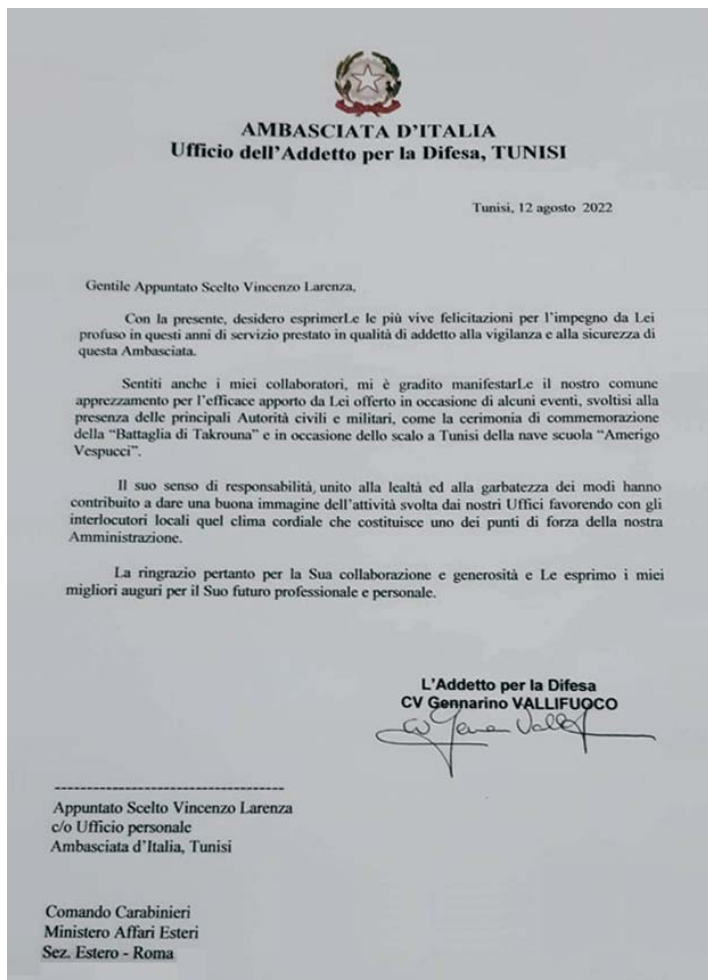 AMBASCIATA D'ITALIA
Ufficio dell'Addetto per la Difesa, TUNISI
Tunisi, 12 agosto 2022
Gentile Appuntato Scelto Vincenzo Larenza,
Con la presente, desidero esprimerLe le più vive felicitazioni per l'impegno da Lei
profuso in questi anni di servizio prestato in qualità di addetto alla vigilanza e alla sicurezza di
questa Ambasciata.
Sentiti anche i miei collaboratori, mi è gradito manifestarLe il nostro comune
apprezzamento per l'efficace apporto da Lei offerto in occasione di alcuni eventi, svoltisi alla
presenza delle principali Autorità civili e militari, come la cerimonia di commemorazione
della "Battaglia di Takrouna" e in occasione dello scalo a Tunisi della nave scuola "Amerigo
Vespucci".
Il suo senso di responsabilità, unito alla lealtà ed alla garbatezza dei modi hanno
contribuito a dare una buona immagine dell'attività svolta dai nostri Uffici favorendo con gli
interlocutori locali quel clima cordiale che costituisce uno dei punti di forza della nostra
Amministrazione.
La ringrazio pertanto per la Sua collaborazione e generosità e Le esprimo i miei
migliori auguri per il Suo futuro professionale e personale.
L'Addetto per la Difesa
CV Gennarino VALLIFUOCO
-----------------------------------
Appuntato Scelto Vincenzo Larenza
c/o Ufficio personale
Ambasciata d'Italia, Tunisi
Comando Carabinieri
Ministero Affari Esteri
Sez. Estero - Roma